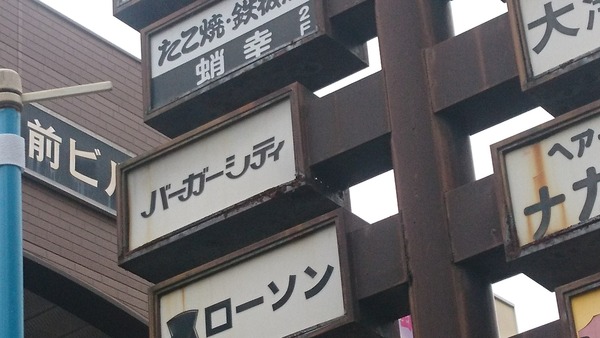 たこ焼・鉄板
蛸幸 2F
前ビル
バーガーシティ
ローソン
大
ヘア
ナカ